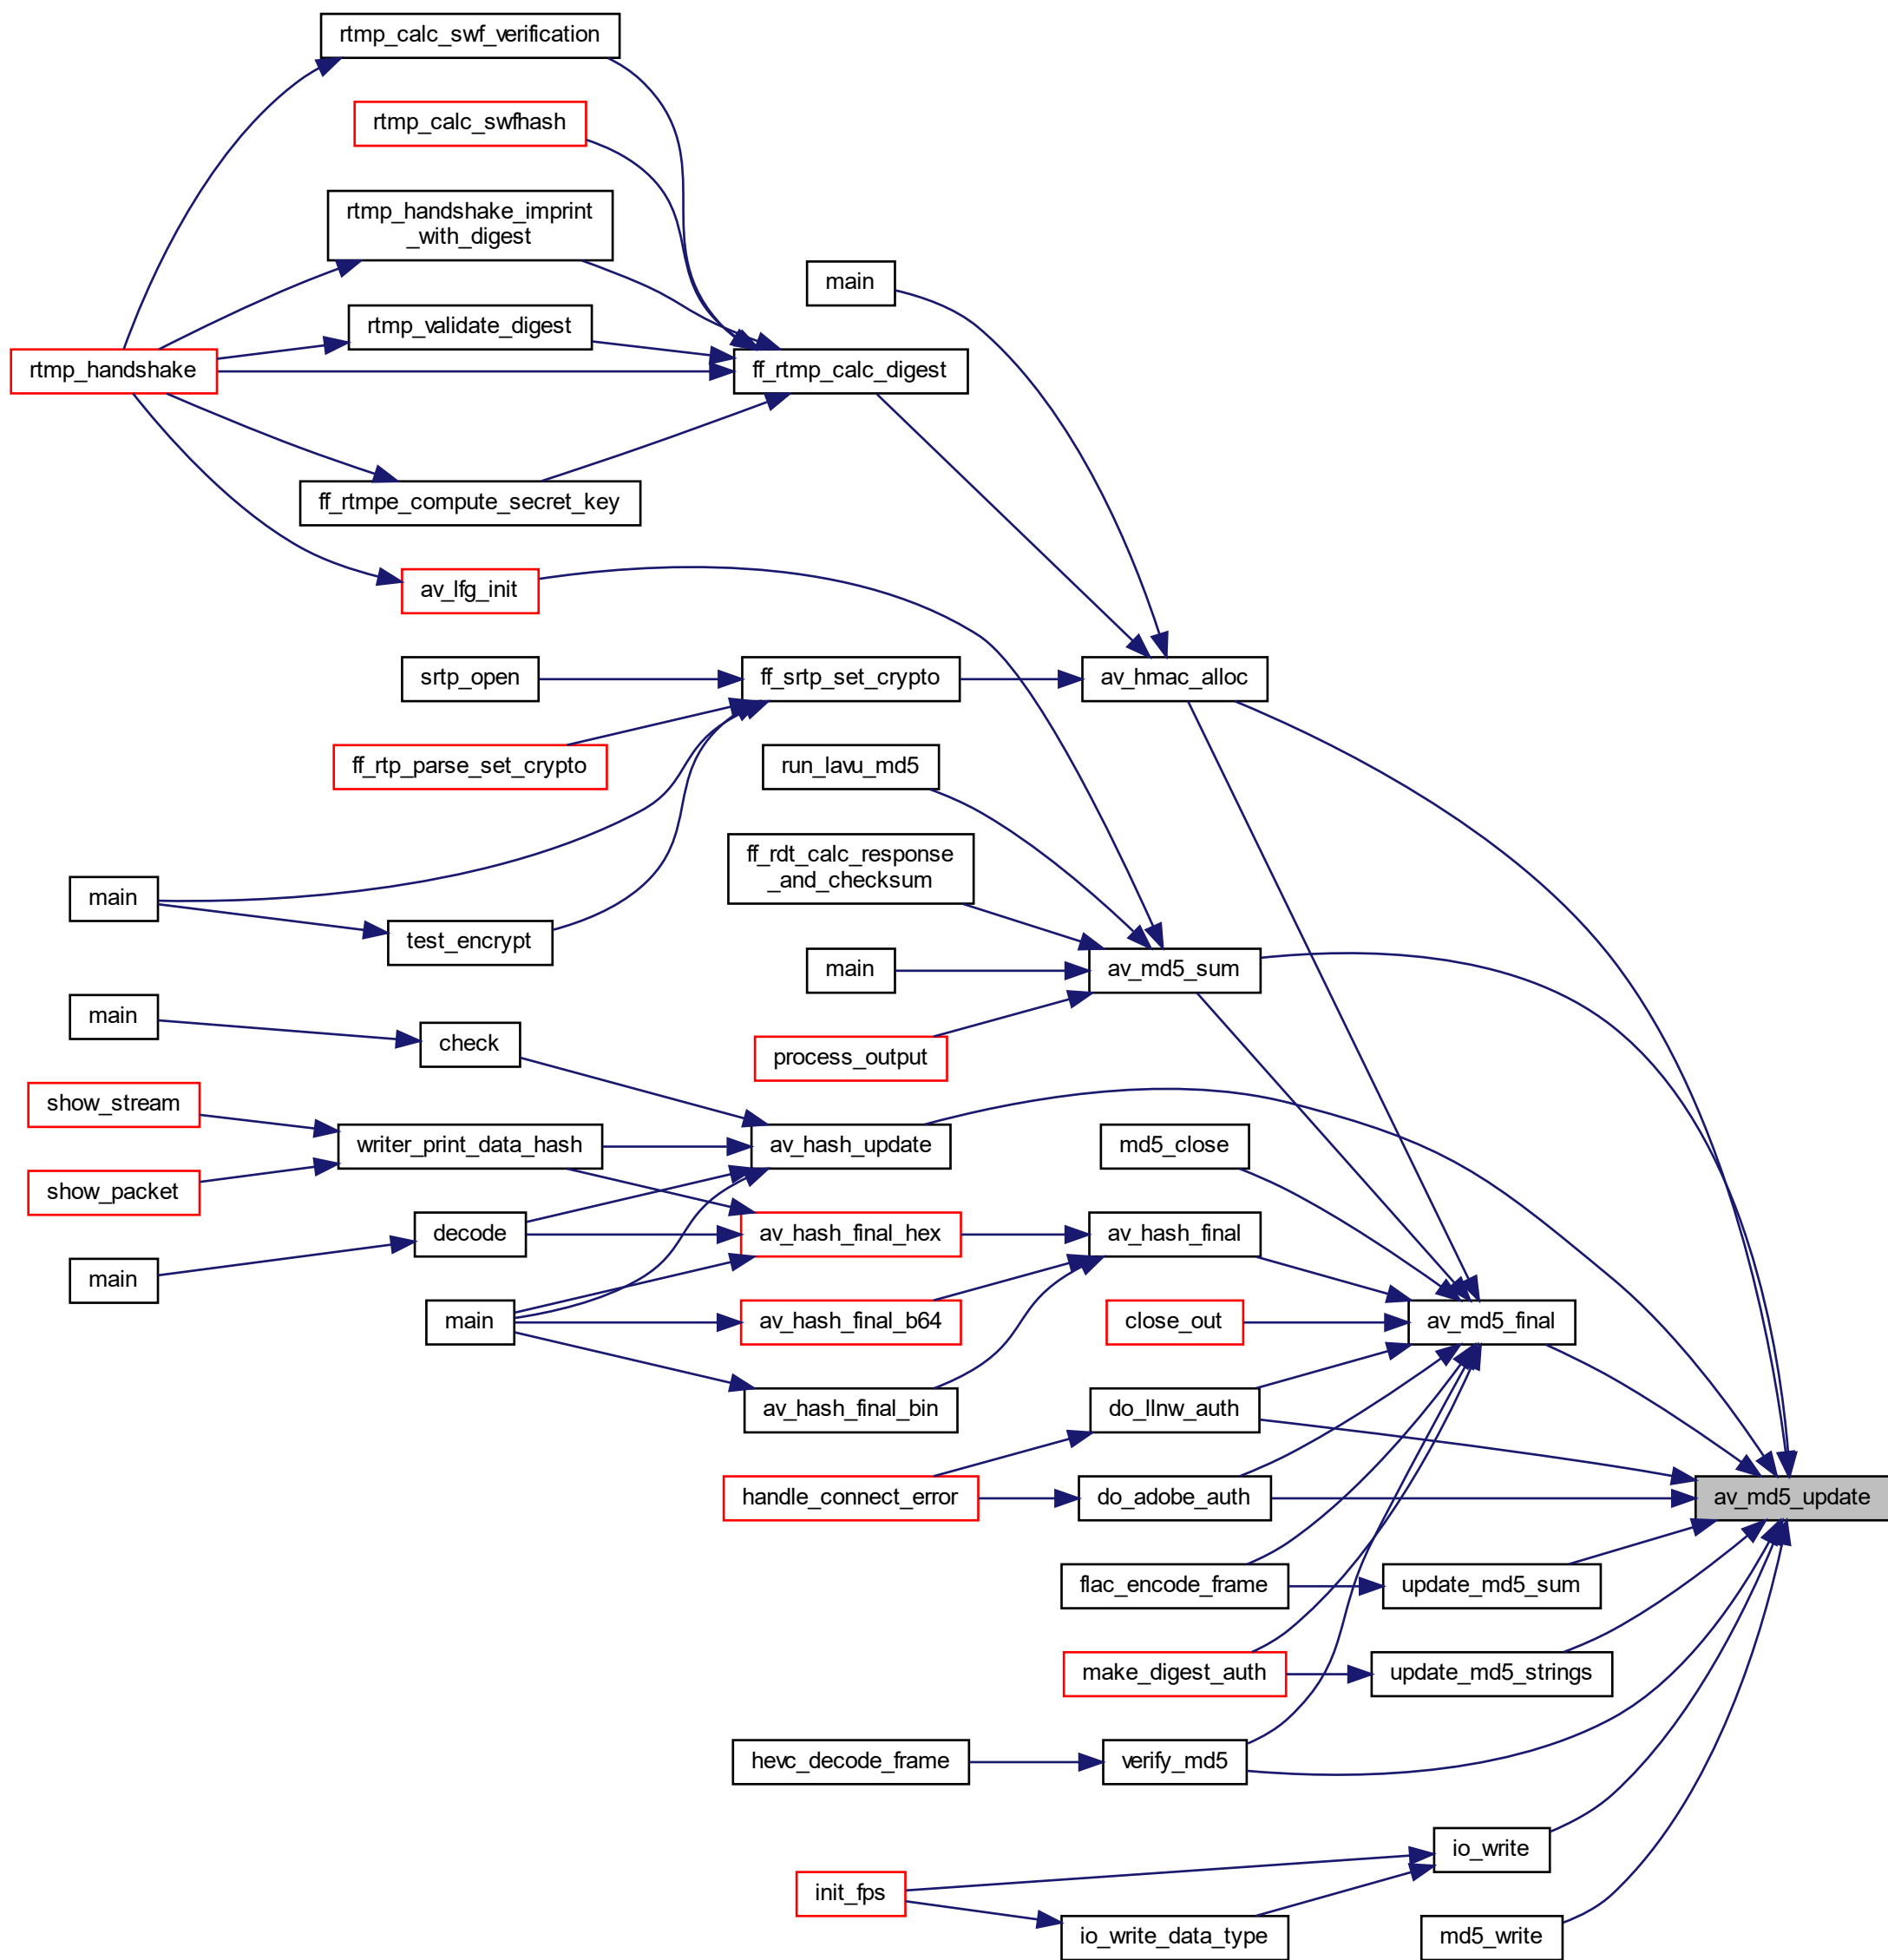 rtmp_calc_swf_verification
rtmp_calc_swfhash
rtmp_handshake_imprint
_with_digest
main
rtmp_validate_digest
rtmp_handshake
ff_rtmp_calc_digest
ff_rtmpe_compute_secret_key
av_lfg_init
srtp_open
ff_srtp_set_crypto
av_hmac_alloc
ff_rtp_parse_set_crypto
run_lavu_md5
ff_rdt_calc_response
_and_checksum
main
test_encrypt
main
av_md5_sum
main
check
process_output
show_stream
writer_print_data_hash
av_hash_update
md5_close
show_packet
decode
av_hash_final_hex
av_hash_final
main
main
av_hash_final_b64
close_out
av_md5_final
av_hash_final_bin
do_llnw_auth
handle_connect_error
do_adobe_auth
av_md5_update
flac_encode_frame
update_md5_sum
make_digest_auth
update_md5_strings
hevc_decode_frame
verify_md5
io_write
init_fps
io_write_data_type
md5_write